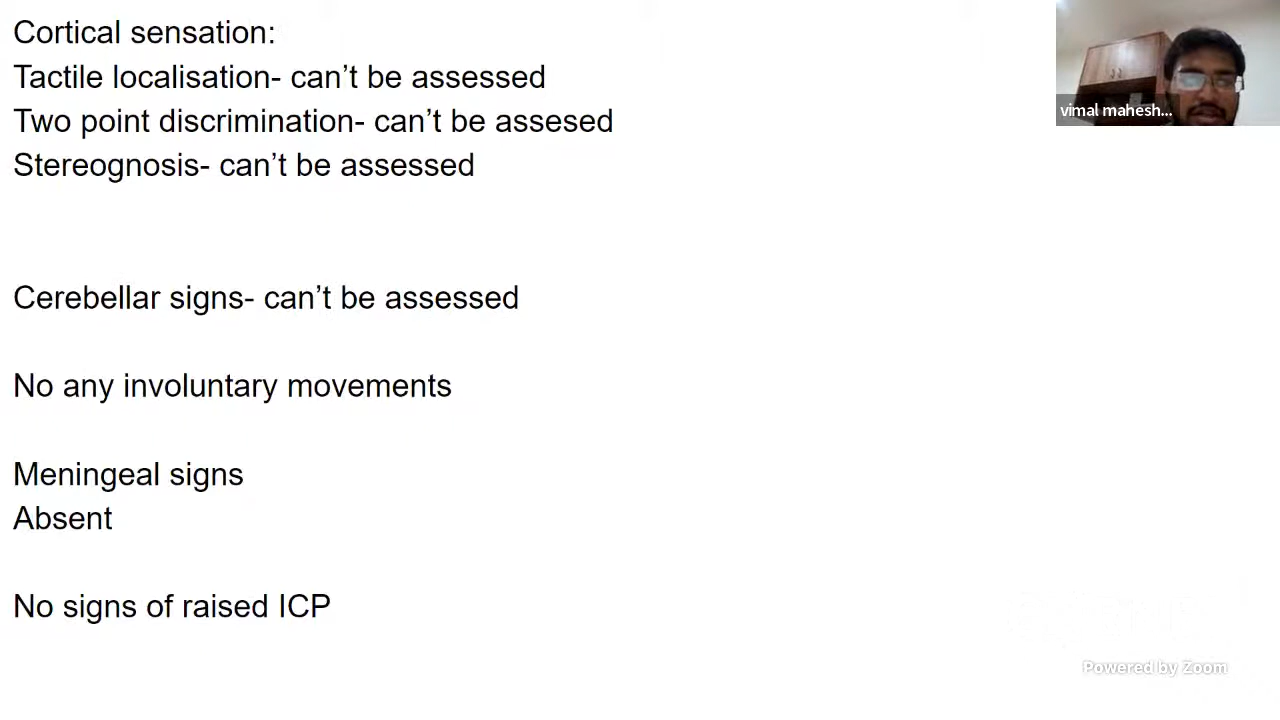 Cortical sensation:
Tactile localisation- can’t be assessed
Two point discrimination- can’t be assesed
Stereognosis- can’t be assessed
Cerebellar signs- can’t be assessed
No any involuntary movements
Meningeal signs
Absent
No signs of raised ICP
vimal mahesh...
Powered by Zoom